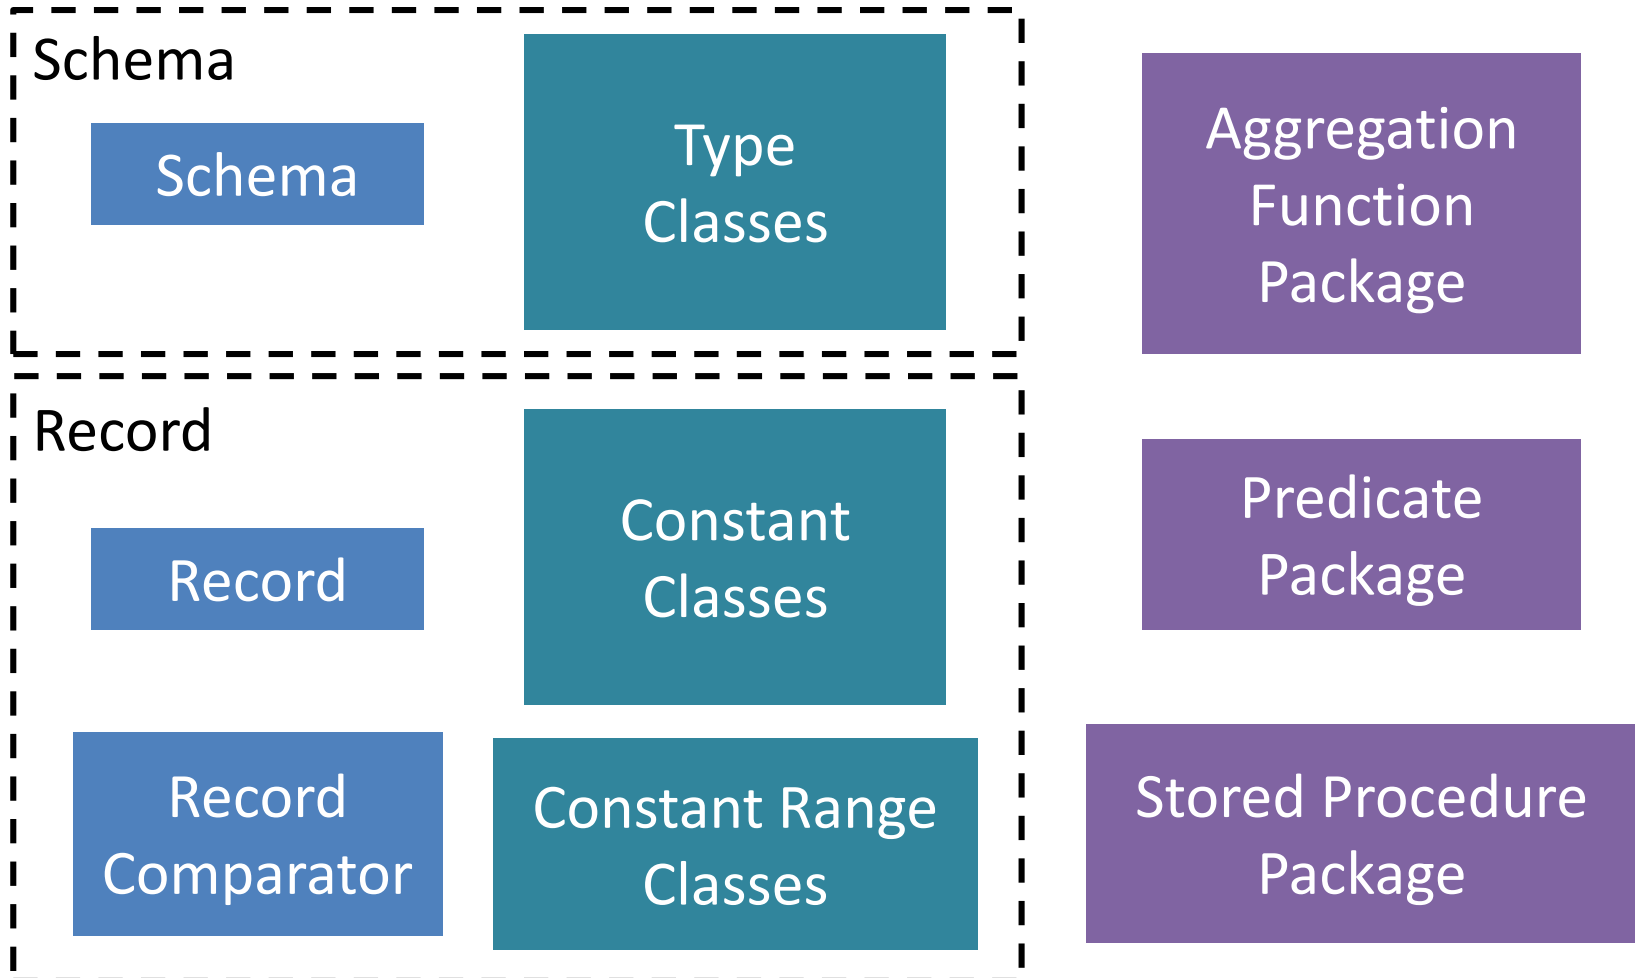 Schema
Schema
Type
Classes
Aggregation
Function
Package
Record
Record
Constant
Classes
Predicate
Package
Record
Comparator
Constant Range
Classes
Stored Procedure
Package